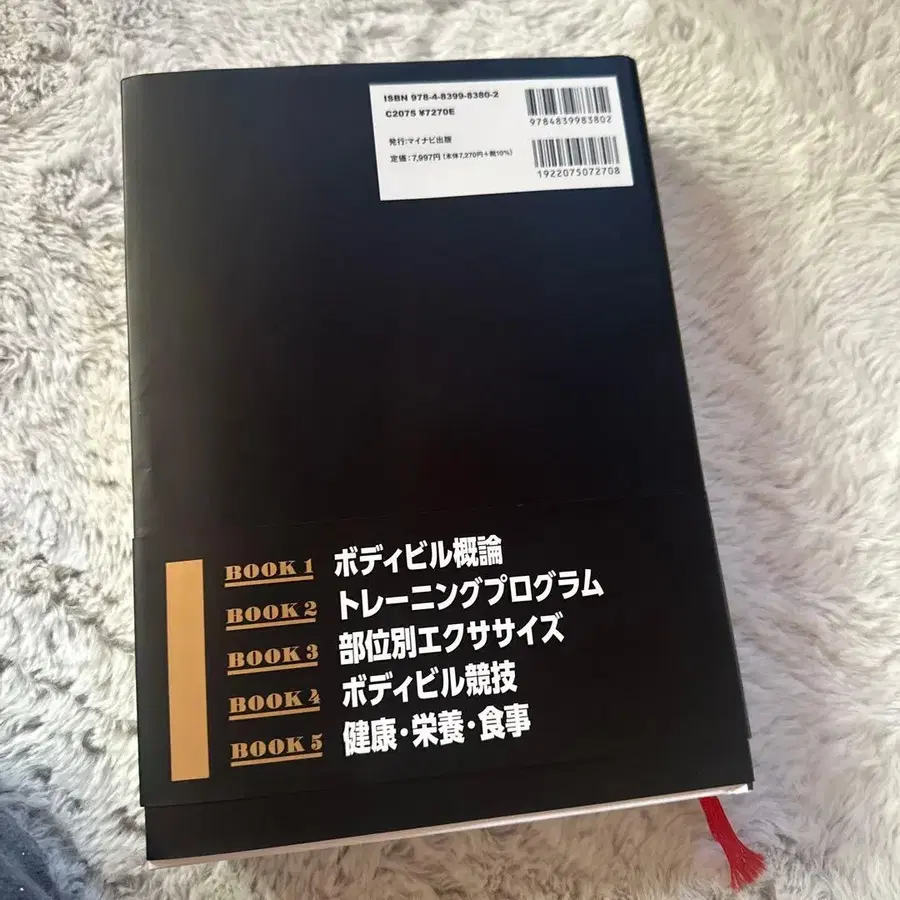 ISBN 978-4-8399-8380-2
C2075 ¥7270E
発行:マイナビ出版
定価:7,997円(本体7,270円+税10%)
9784839983802
1922075072708
BOOK 1 ボディビル概論
BOOK 2 トレーニングプログラム
BOOK 3 部位別エクササイズ
BOOK 4 ボディビル競技
BOOK 5 健康・栄養・食事